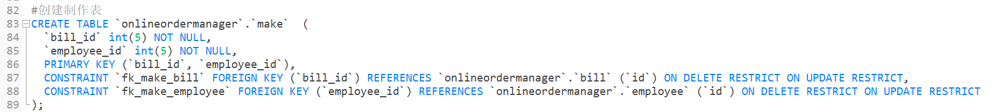 82 #创建制作表
83 CREATE TABLE `onlineordermanager`.`make`  (
84   `bill_id` int(5) NOT NULL,
85   `employee_id` int(5) NOT NULL,
86   PRIMARY KEY (`bill_id`, `employee_id`),
87   CONSTRAINT `fk_make_bill` FOREIGN KEY (`bill_id`) REFERENCES `onlineordermanager`.`bill` (`id`) ON DELETE RESTRICT ON UPDATE RESTRICT,
88   CONSTRAINT `fk_make_employee` FOREIGN KEY (`employee_id`) REFERENCES `onlineordermanager`.`employee` (`id`) ON DELETE RESTRICT ON UPDATE RESTRICT
89 );